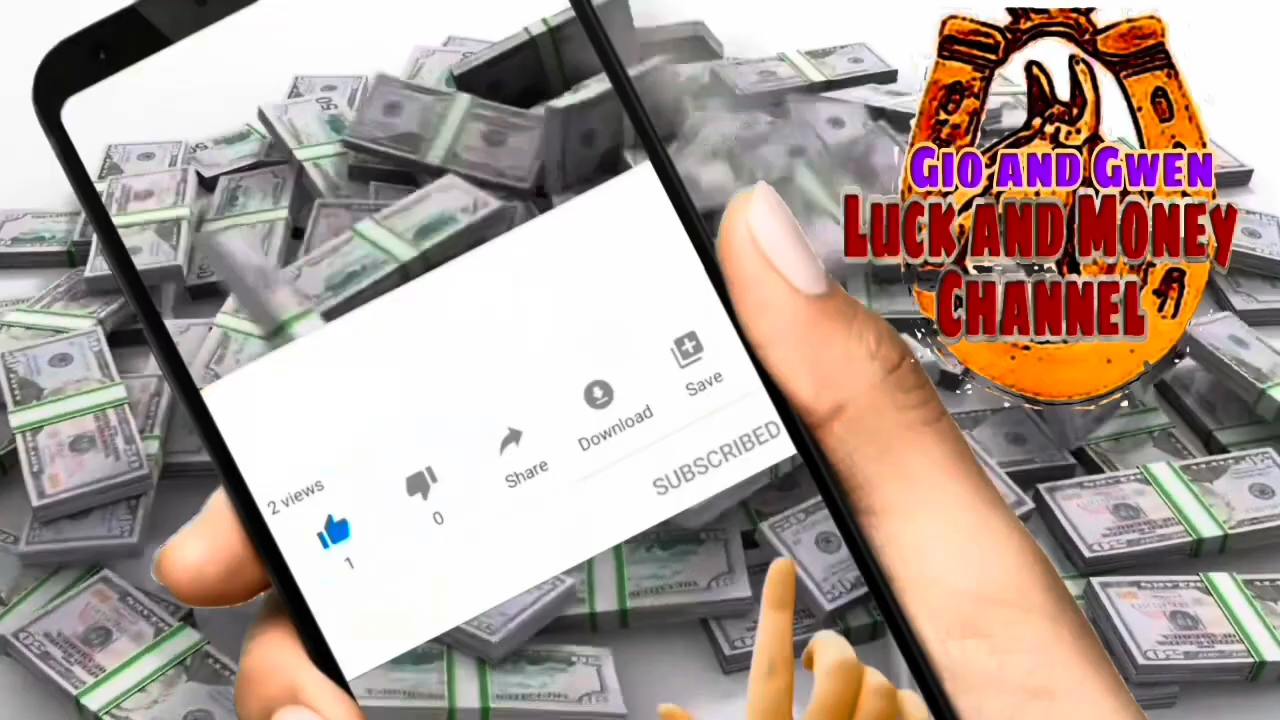 GIO AND GWEN
LUCK AND MONEY
CHANNEL
Save
Download
Share
SUBSCRIBED
2 views
0
1